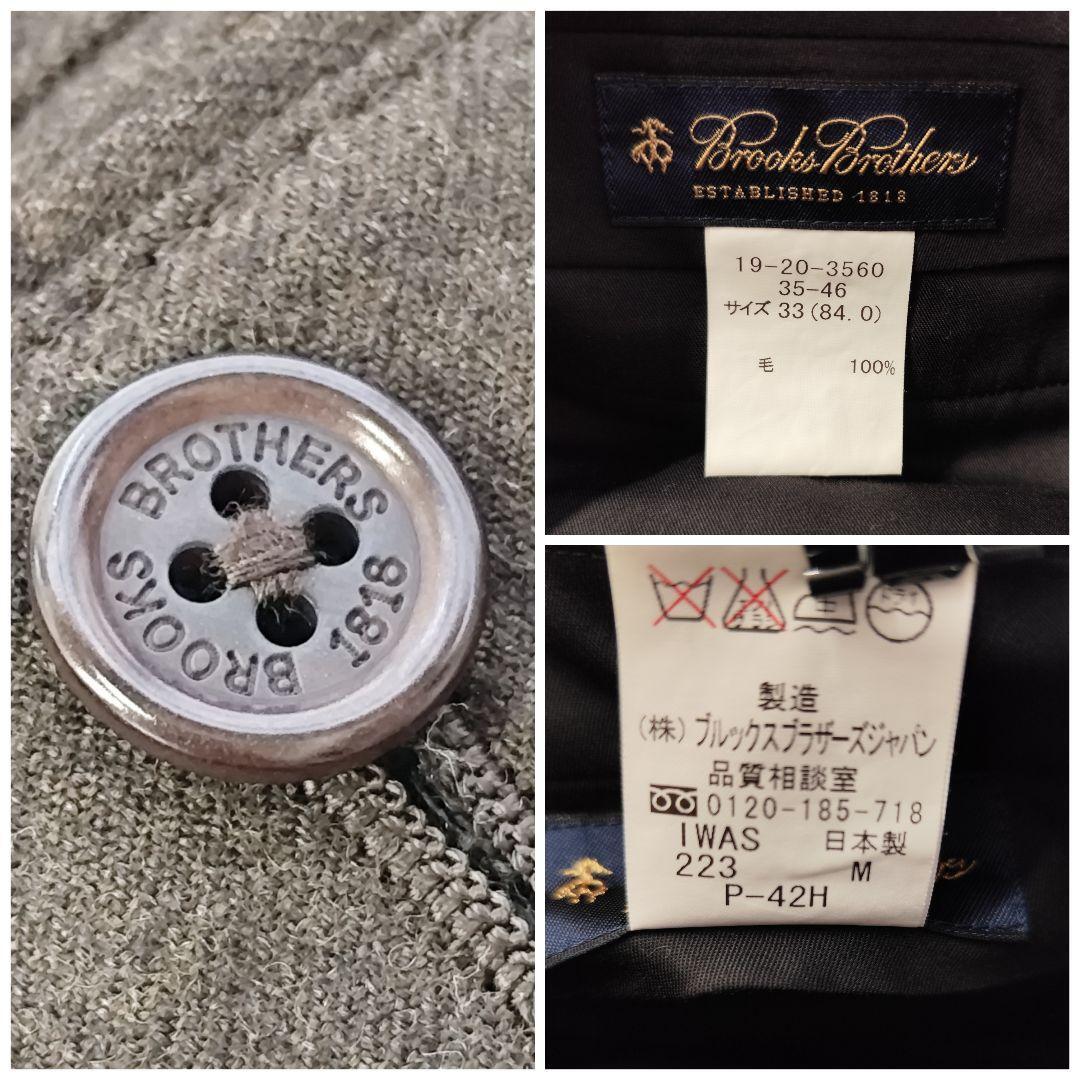 BROOKS
BROTHERS
1818
Brooks Brothers
ESTABLISHED 1818
19-20-3560
35-46
サイズ 33(84.0)
毛 100%
製造
(株)ブルックスブラザーズジャパン
品質相談室
0120-185-718
IWAS 日本製
223 M
P-42H